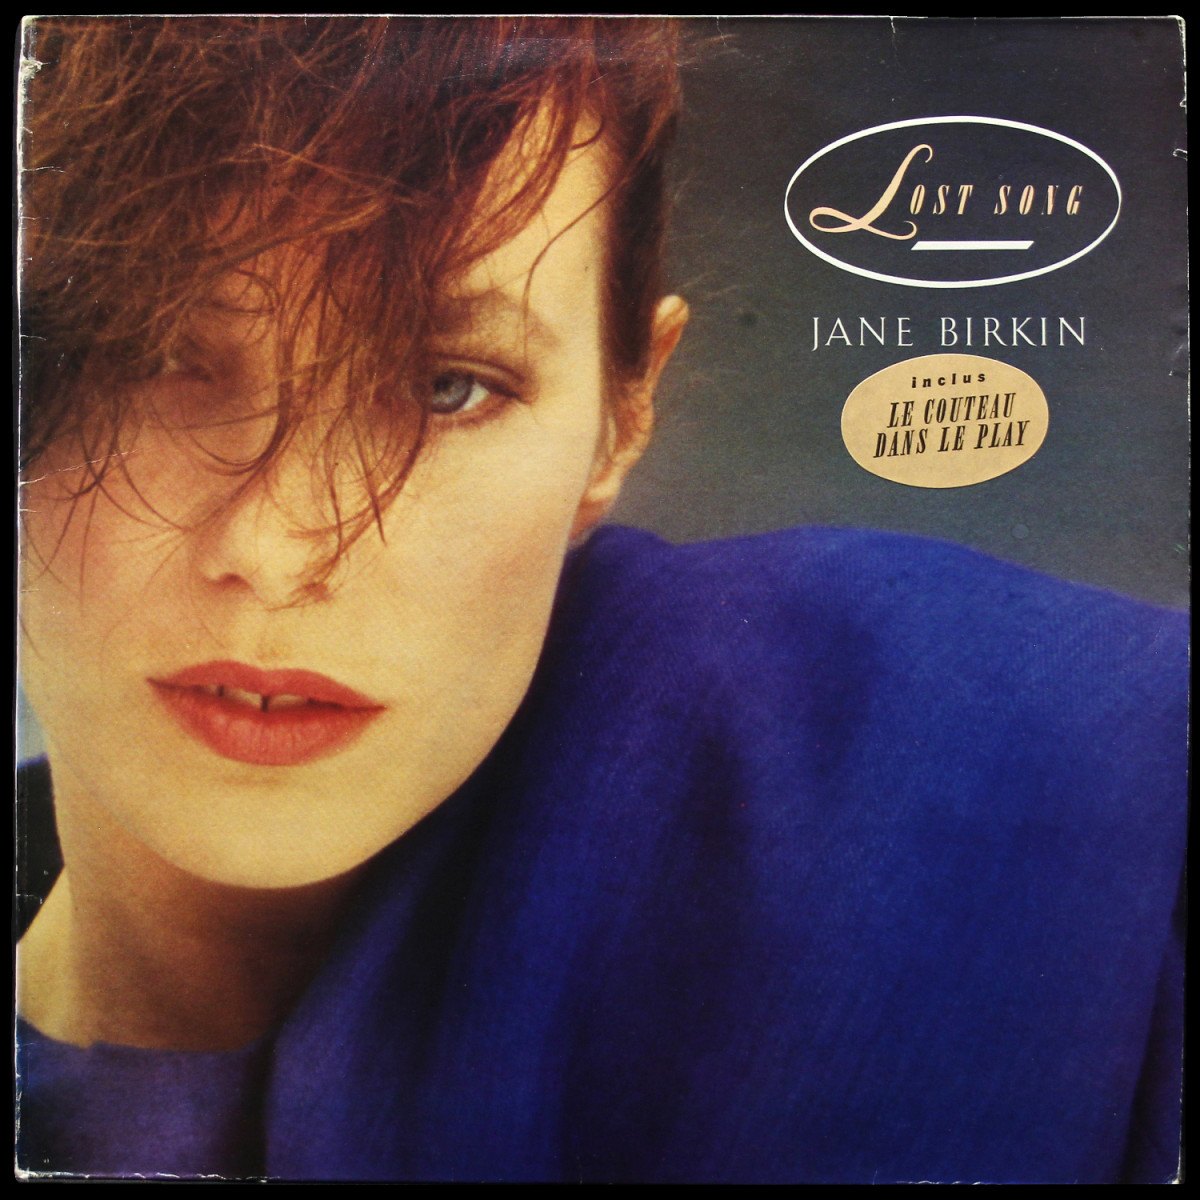 LOST SONG
JANE BIRKIN
inclus
LE COUTEAU
DANS LE PLAY